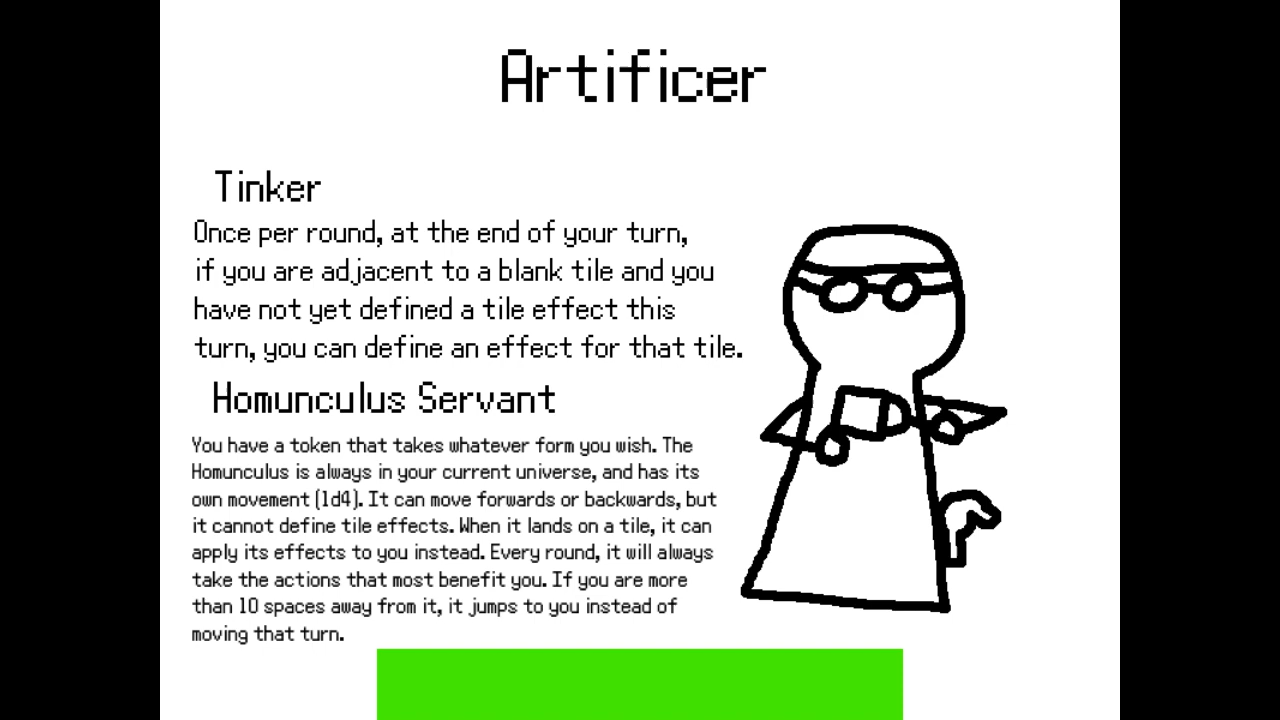 Artificer
Tinker
Once per round, at the end of your turn,
if you are adjacent to a blank tile and you
have not yet defined a tile effect this
turn, you can define an effect for that tile.
Homunculus Servant
You have a token that takes whatever form you wish. The
Homunculus is always in your current universe, and has its
own movement (1d4). It can move forwards or backwards, but
it cannot define tile effects. When it lands on a tile, it can
apply its effects to you instead. Every round, it will always
take the actions that most benefit you. If you are more
than 10 spaces away from it, it jumps to you instead of
moving that turn.